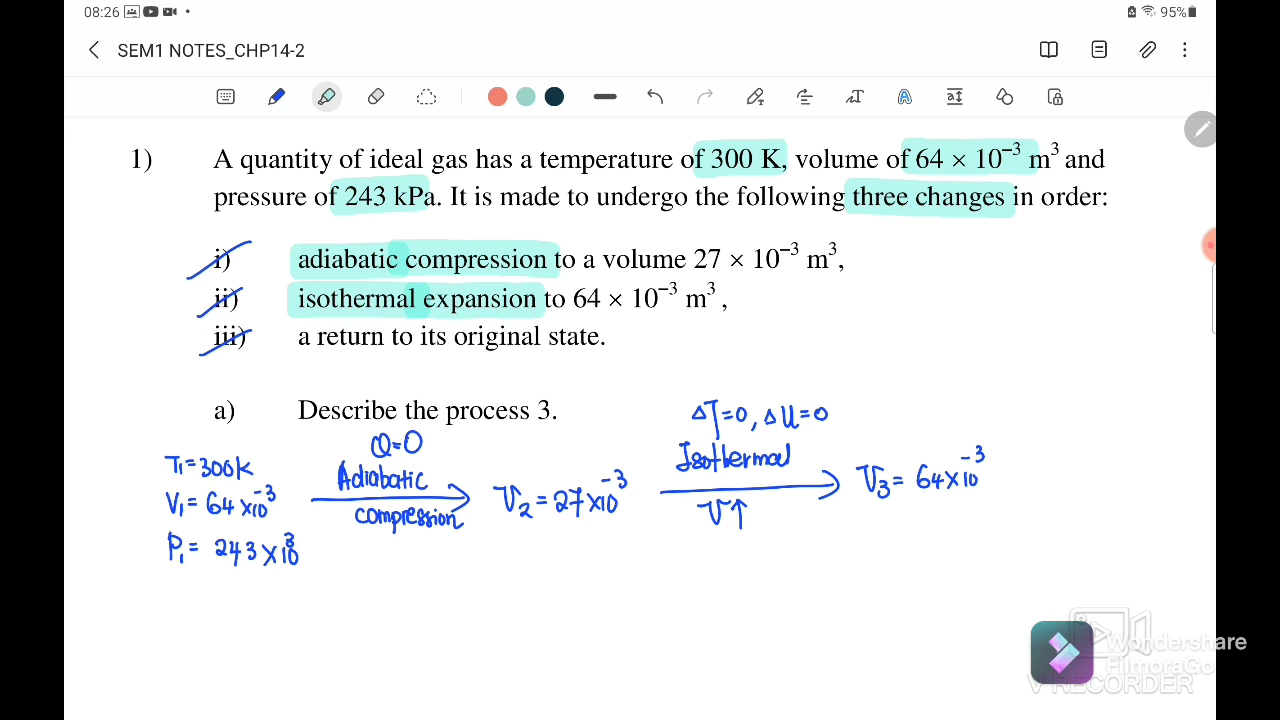 08:26
95%
SEM1 NOTES_CHP14-2
1) A quantity of ideal gas has a temperature of 300 K, volume of 64 × 10⁻³ m³ and
pressure of 243 kPa. It is made to undergo the following three changes in order:
i) adiabatic compression to a volume 27 × 10⁻³ m³,
ii) isothermal expansion to 64 × 10⁻³ m³ ,
iii) a return to its original state.
a) Describe the process 3.
ΔT=0, ΔU=0
Q=0
T₁=300K
Adiabatic
Isothermal
V₁= 64 x10⁻³
compression
V₂ = 27x10⁻³
V↑
V₃= 64x10⁻³
P₁= 243x10³
Wondershare
FilmoraGo
V RECORDER